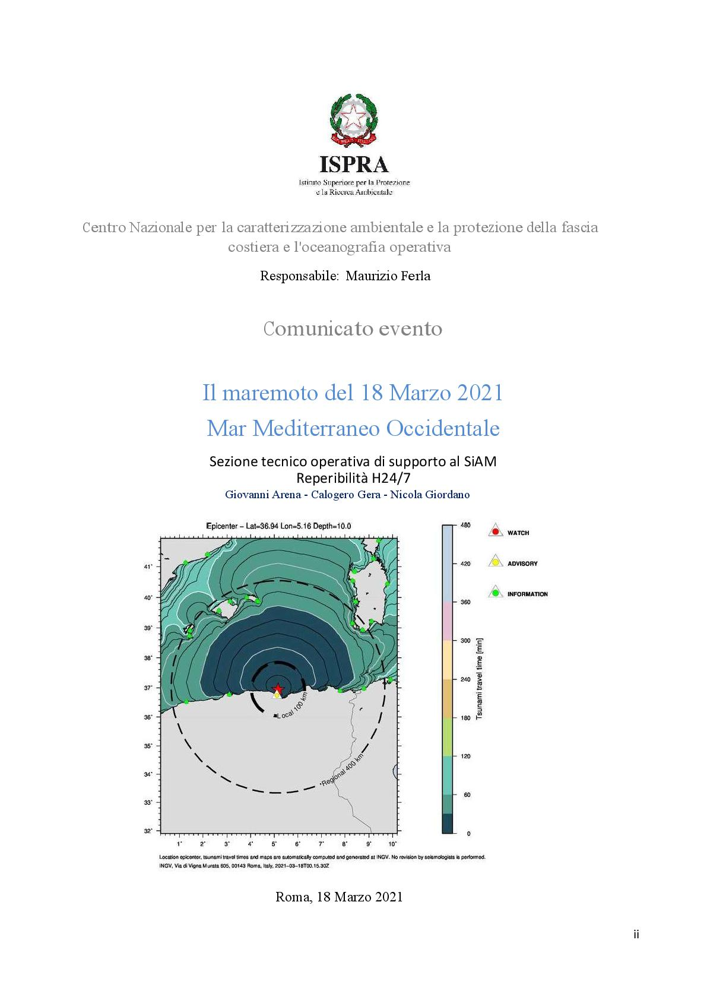 ISPRA
Istituto Superiore per la Protezione
e la Ricerca Ambientale
Centro Nazionale per la caratterizzazione ambientale e la protezione della fascia
costiera e l'oceanografia operativa
Responsabile: Maurizio Ferla
Comunicato evento
Il maremoto del 18 Marzo 2021
Mar Mediterraneo Occidentale
Sezione tecnico operativa di supporto al SiAM
Reperibilità H24/7
Giovanni Arena - Calogero Gera - Nicola Giordano
Epicenter – Lat=36.94 Lon=5.16 Depth=10.0
41°
40°
39°
38°
37°
36°
35°
34°
33°
32°
1°
2°
3°
4°
5°
6°
7°
8°
9°
10°
Local 100 km
Regional 400 km
480
420
360
300
240
180
120
60
0
Tsunami travel time [min]
WATCH
ADVISORY
INFORMATION
Location epicenter, tsunami travel times and maps are automatically computed and generated at INGV. No revision by seismologists is performed.
INGV, Via di Vigna Murata 605, 00143 Roma, Italy, 2021–03–18T00.15.30Z
Roma, 18 Marzo 2021
ii